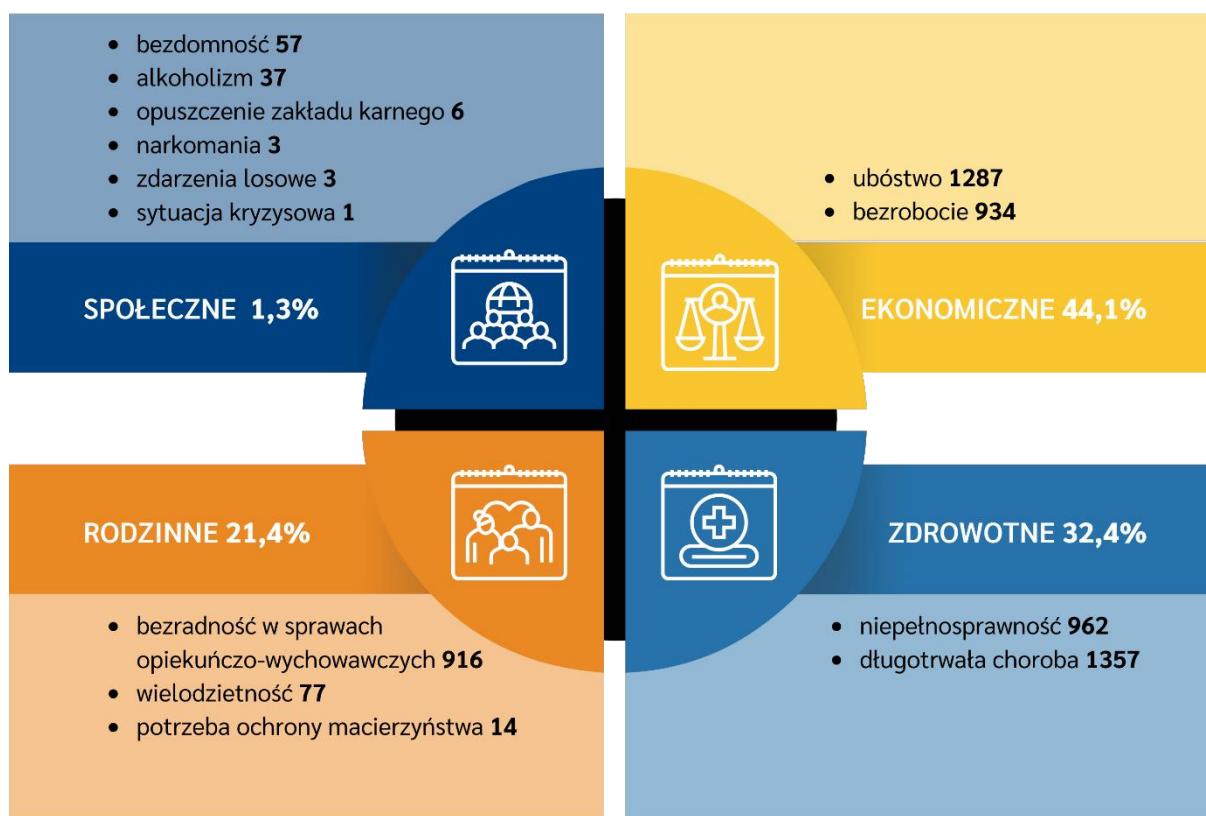 • bezdomność 57
• alkoholizm 37
• opuszczenie zakładu karnego 6
• narkomania 3
• zdarzenia losowe 3
• sytuacja kryzysowa 1
SPOŁECZNE 1,3%
• ubóstwo 1287
• bezrobocie 934
EKONOMICZNE 44,1%
RODZINNE 21,4%
• bezradność w sprawach
opiekuńczo-wychowawczych 916
• wielodzietność 77
• potrzeba ochrony macierzyństwa 14
ZDROWOTNE 32,4%
• niepełnosprawność 962
• długotrwała choroba 1357